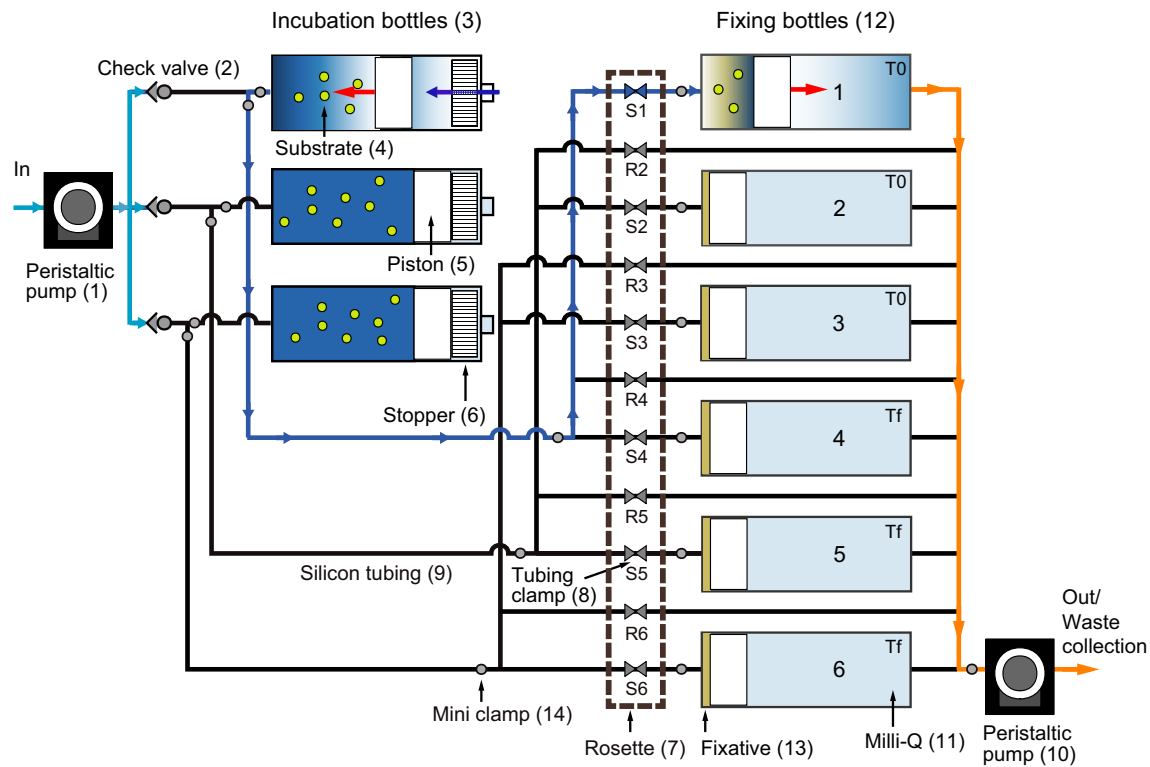 Incubation bottles (3)
Fixing bottles (12)
Check valve (2)
T0
1
S1
Substrate (4)
In
R2
T0
2
S2
Piston (5)
Peristaltic
pump (1)
R3
T0
3
S3
R4
Stopper (6)
Tf
4
S4
R5
Tf
5
S5
Silicon tubing (9)
Tubing
clamp (8)
Out/
Waste
collection
R6
Tf
6
S6
Mini clamp (14)
Rosette (7)
Fixative (13)
Milli-Q (11)
Peristaltic
pump (10)